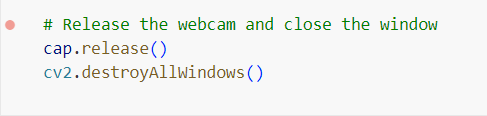 # Release the webcam and close the window
cap.release()
cv2.destroyAllWindows()